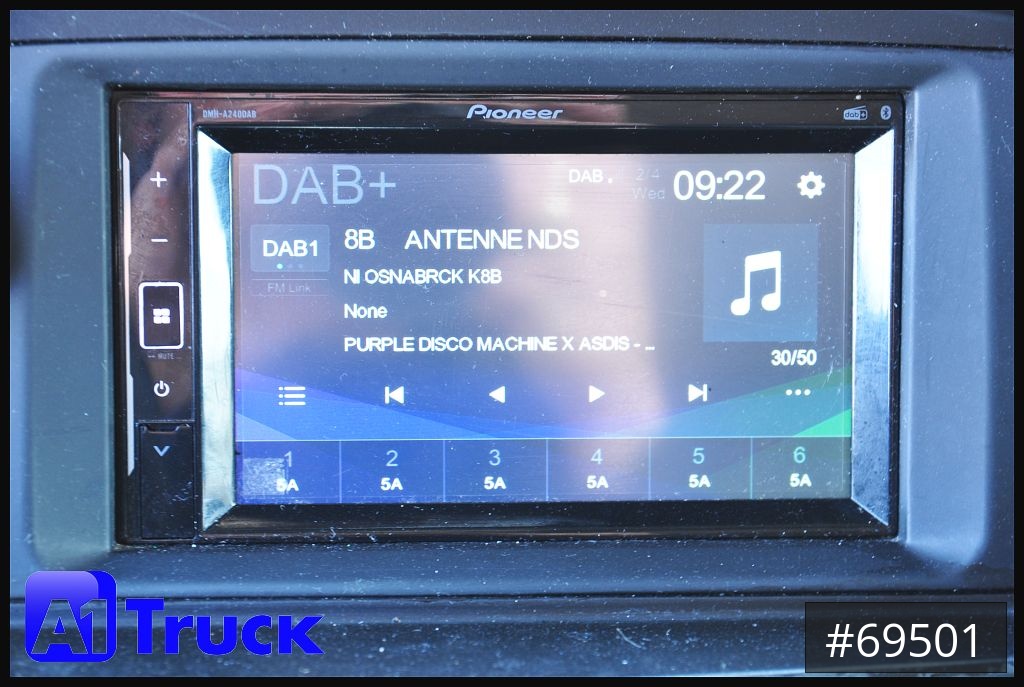 DMH-A240DAB
Pioneer
dab+
DAB+
DAB
2/4
Wed
09:22
DAB1
8B ANTENNE NDS
NI OSNABRCK K8B
FM Link
None
PURPLE DISCO MACHINE X ASDIS - ...
30/50
MUTE
1 2 3 4 5 6
5A 5A 5A 5A 5A 5A
A1 Truck
#69501